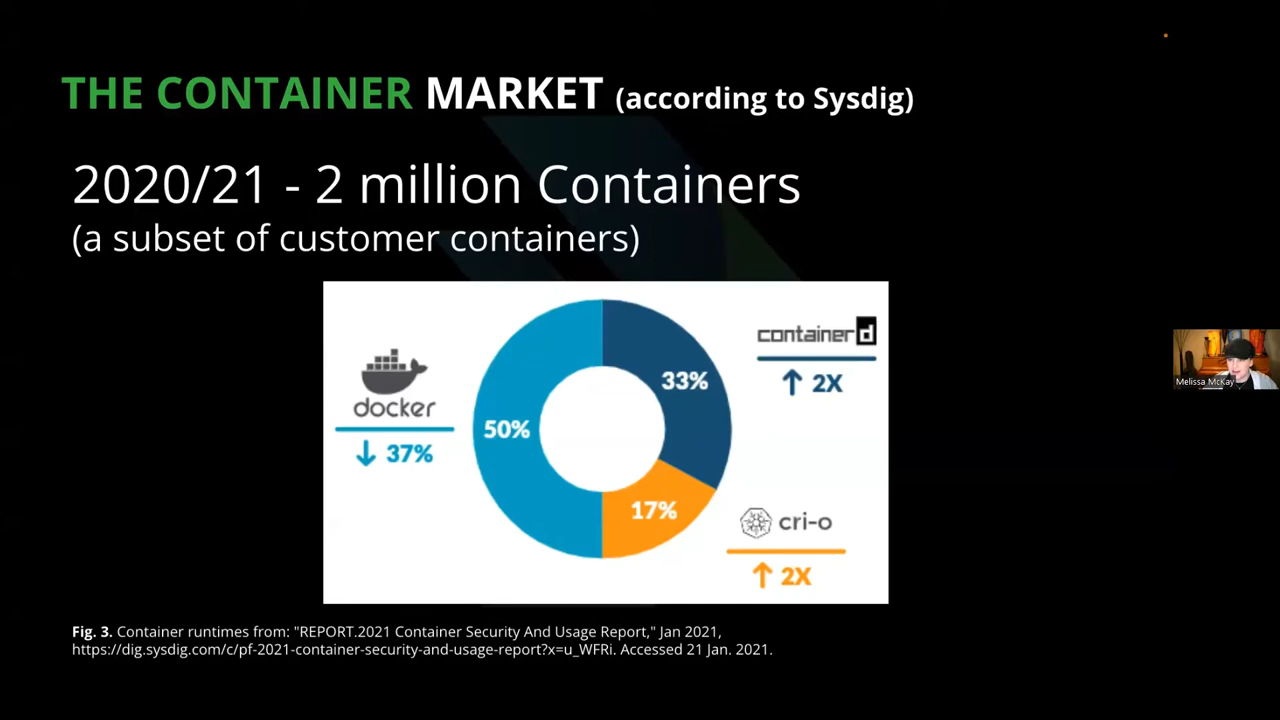 THE CONTAINER MARKET (according to Sysdig)
2020/21 - 2 million Containers
(a subset of customer containers)
docker
↓ 37%
50%
33%
17%
containerd
↑ 2X
cri-o
↑ 2X
Melissa McKay
Fig. 3. Container runtimes from: "REPORT.2021 Container Security And Usage Report," Jan 2021,
https://dig.sysdig.com/c/pf-2021-container-security-and-usage-report?x=u_WFRi. Accessed 21 Jan. 2021.